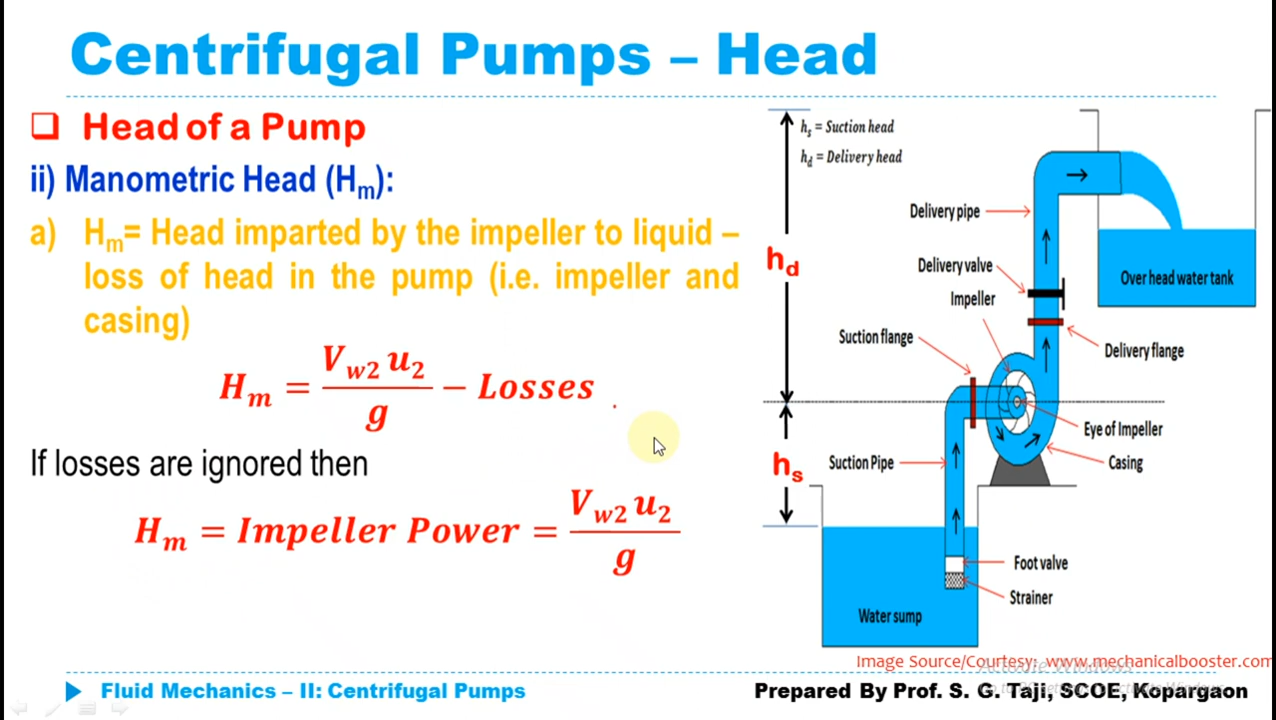 Centrifugal Pumps – Head
❑ Head of a Pump
ii) Manometric Head (Hm):
a) Hm= Head imparted by the impeller to liquid –
loss of head in the pump (i.e. impeller and
casing)
Hm = Vw2 u2 / g − Losses
If losses are ignored then
Hm = Impeller Power = Vw2 u2 / g
hs = Suction head
hd = Delivery head
Delivery pipe
hd
Delivery valve
Over head water tank
Impeller
Suction flange
Delivery flange
Eye of Impeller
hs
Suction Pipe
Casing
Foot valve
Strainer
Water sump
Image Source/Courtesy: www.mechanicalbooster.com
Activate Windows
Fluid Mechanics – II: Centrifugal Pumps
Prepared By Prof. S. G. Taji, SCOE, Kopargaon